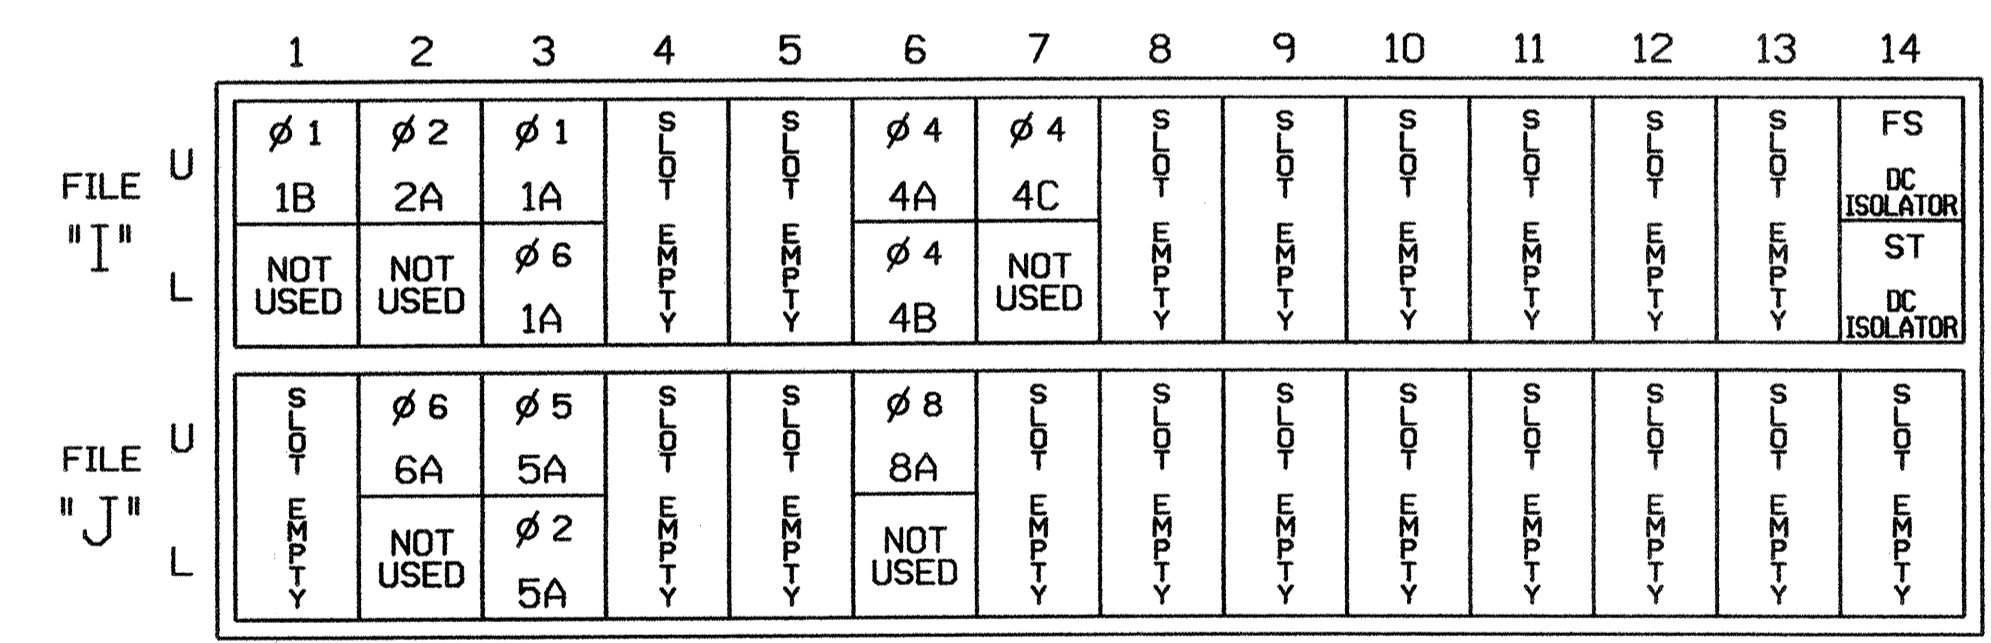 1 2 3 4 5 6 7 8 9 10 11 12 13 14
FILE "I"
U
Ø 1 Ø 2 Ø 1 SLOT EMPTY SLOT EMPTY Ø 4 Ø 4 SLOT EMPTY SLOT EMPTY SLOT EMPTY SLOT EMPTY SLOT EMPTY SLOT EMPTY FS
1B 2A 1A 4A 4C DC ISOLATOR
L
NOT USED NOT USED Ø 6 Ø 4 NOT USED ST
1A 4B DC ISOLATOR
FILE "J"
U
SLOT EMPTY Ø 6 Ø 5 SLOT EMPTY SLOT EMPTY Ø 8 SLOT EMPTY SLOT EMPTY SLOT EMPTY SLOT EMPTY SLOT EMPTY SLOT EMPTY SLOT EMPTY SLOT EMPTY
6A 5A 8A
L
NOT USED Ø 2 NOT USED
5A